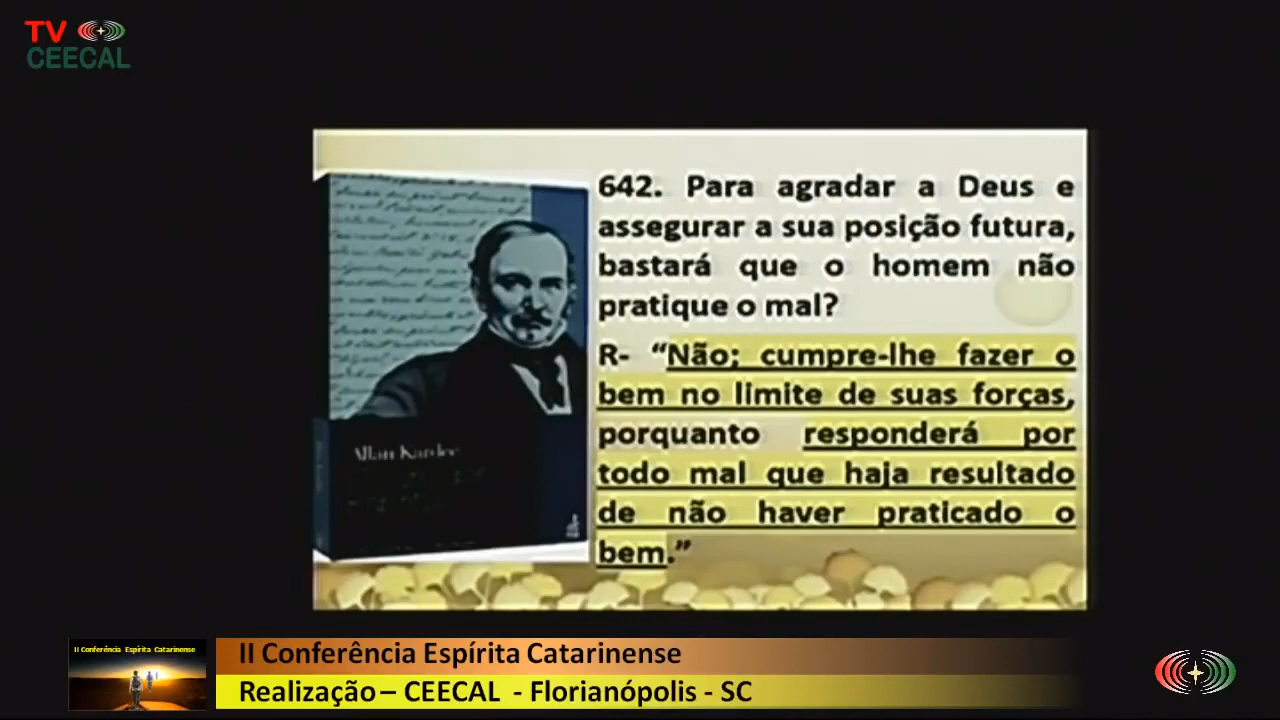 TV
CEECAL
642. Para agradar a Deus e
assegurar a sua posição futura,
bastará que o homem não
pratique o mal?
R- “Não; cumpre-lhe fazer o
bem no limite de suas forças,
porquanto responderá por
todo mal que haja resultado
de não haver praticado o
bem.”
Allan Kardec
II Conferência Espírita Catarinense
II Conferência Espírita Catarinense
Realização – CEECAL - Florianópolis - SC